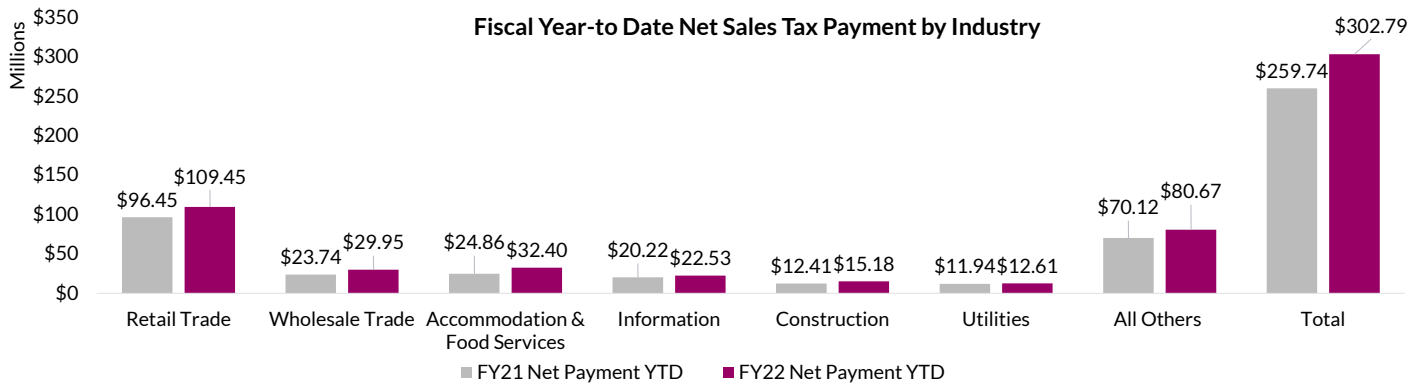 Fiscal Year-to Date Net Sales Tax Payment by Industry
Millions
$350
$300
$250
$200
$150
$100
$50
$0
$96.45
$109.45
$23.74
$29.95
$24.86
$32.40
$20.22
$22.53
$12.41
$15.18
$11.94
$12.61
$70.12
$80.67
$259.74
$302.79
Retail Trade
Wholesale Trade
Accommodation &
Food Services
Information
Construction
Utilities
All Others
Total
FY21 Net Payment YTD
FY22 Net Payment YTD